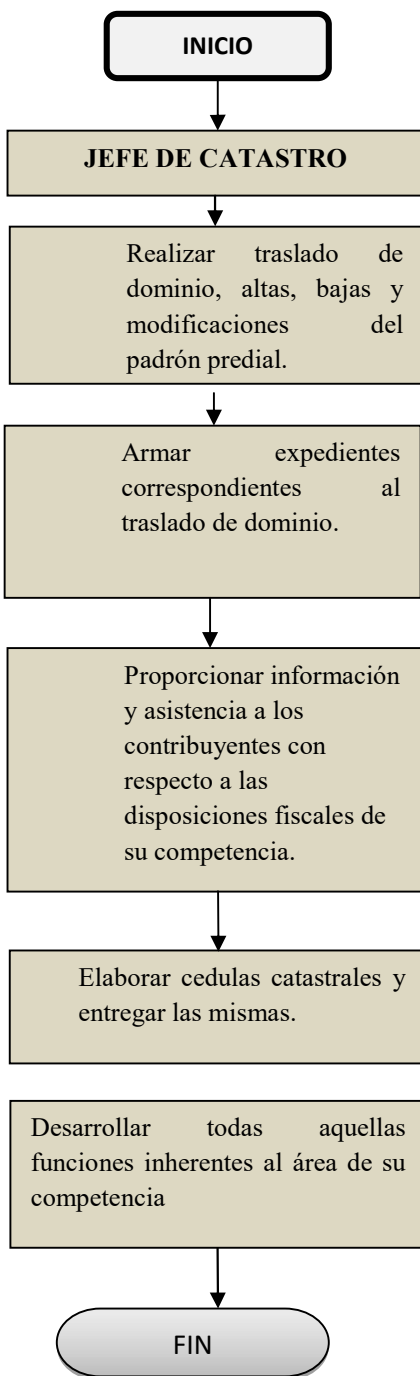 INICIO
JEFE DE CATASTRO
Realizar traslado de
dominio, altas, bajas y
modificaciones del
padrón predial.
Armar expedientes
correspondientes al
traslado de dominio.
Proporcionar información
y asistencia a los
contribuyentes con
respecto a las
disposiciones fiscales de
su competencia.
Elaborar cedulas catastrales y
entregar las mismas.
Desarrollar todas aquellas
funciones inherentes al área de su
competencia
FIN